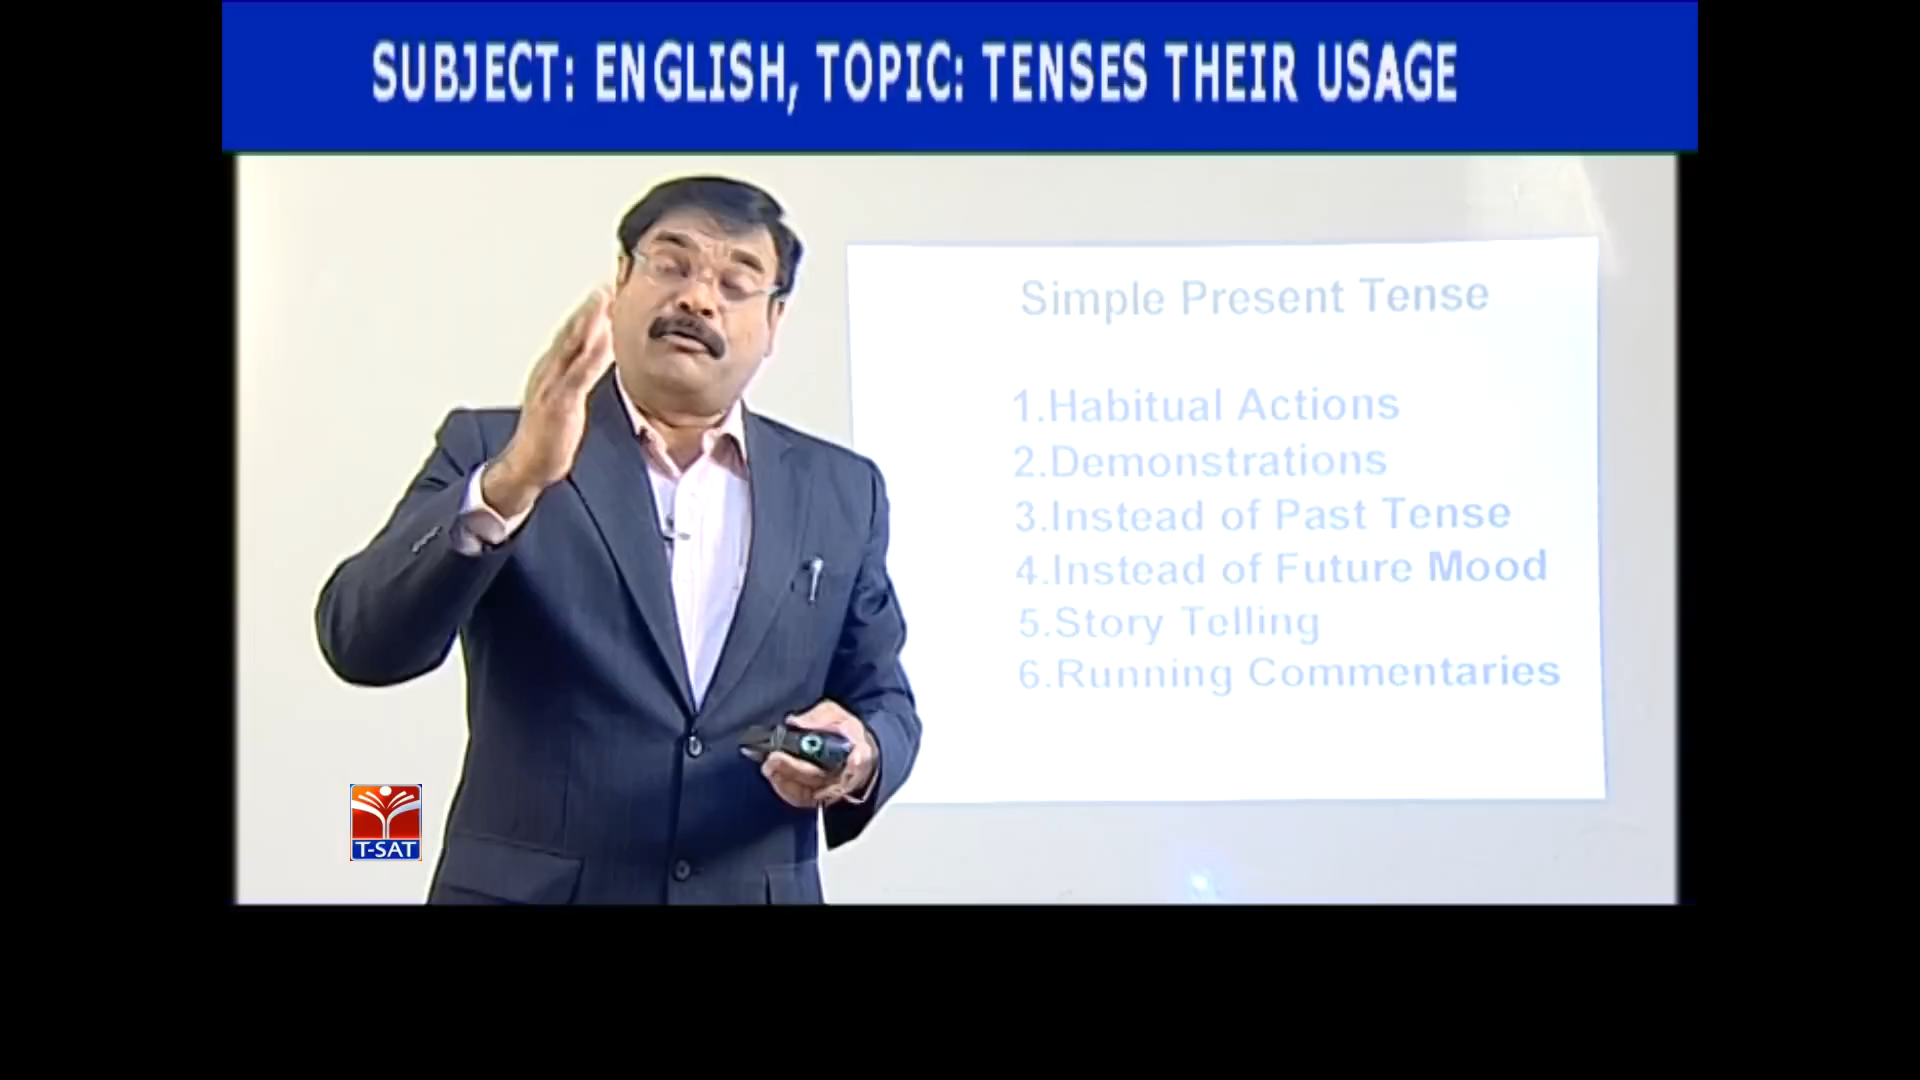 SUBJECT: ENGLISH, TOPIC: TENSES THEIR USAGE
Simple Present Tense
1.Habitual Actions
2.Demonstrations
3.Instead of Past Tense
4.Instead of Future Mood
5.Story Telling
6.Running Commentaries
T-SAT